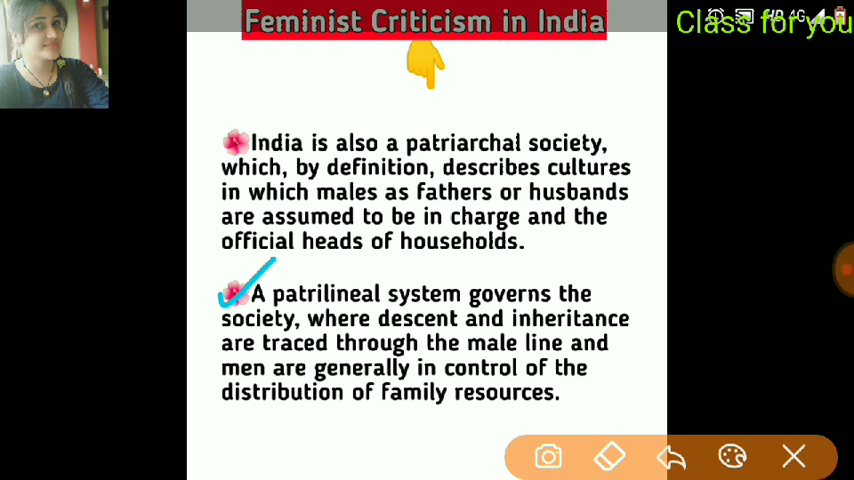 Feminist Criticism in India
Class for you
HD 4G
India is also a patriarchal society,
which, by definition, describes cultures
in which males as fathers or husbands
are assumed to be in charge and the
official heads of households.
A patrilineal system governs the
society, where descent and inheritance
are traced through the male line and
men are generally in control of the
distribution of family resources.